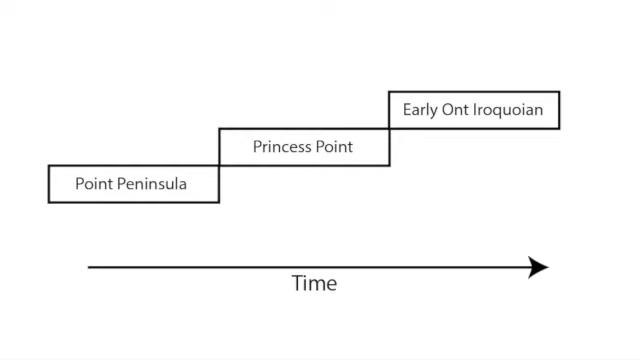 Early Ont Iroquoian
Princess Point
Point Peninsula
Time